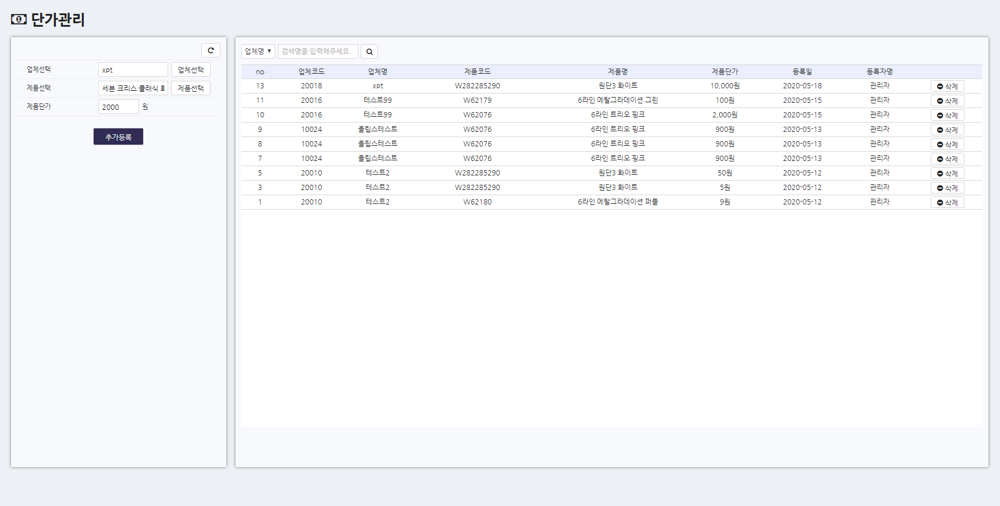 단가관리
업체선택 xpt 업체선택
제품선택 세븐 크리스 클래식 제품선택
제품단가 2000 원
추가등록
업체명 ▼ 검색명을 입력해주세요.
no 업체코드 업체명 제품코드 제품명 제품단가 등록일 등록자명
13 20018 xpt W282285290 원단3 화이트 10,000원 2020-05-18 관리자 삭제
11 20016 테스트99 W62179 6라인 메탈그라데이션 그린 100원 2020-05-15 관리자 삭제
10 20016 테스트99 W62076 6라인 트리오 핑크 2,000원 2020-05-15 관리자 삭제
9 10024 올립스테스트 W62076 6라인 트리오 핑크 900원 2020-05-13 관리자 삭제
8 10024 올립스테스트 W62076 6라인 트리오 핑크 900원 2020-05-13 관리자 삭제
7 10024 올립스테스트 W62076 6라인 트리오 핑크 900원 2020-05-13 관리자 삭제
5 20010 테스트2 W282285290 원단3 화이트 50원 2020-05-12 관리자 삭제
3 20010 테스트2 W282285290 원단3 화이트 5원 2020-05-12 관리자 삭제
1 20010 테스트2 W62180 6라인 메탈그라데이션 퍼플 9원 2020-05-12 관리자 삭제